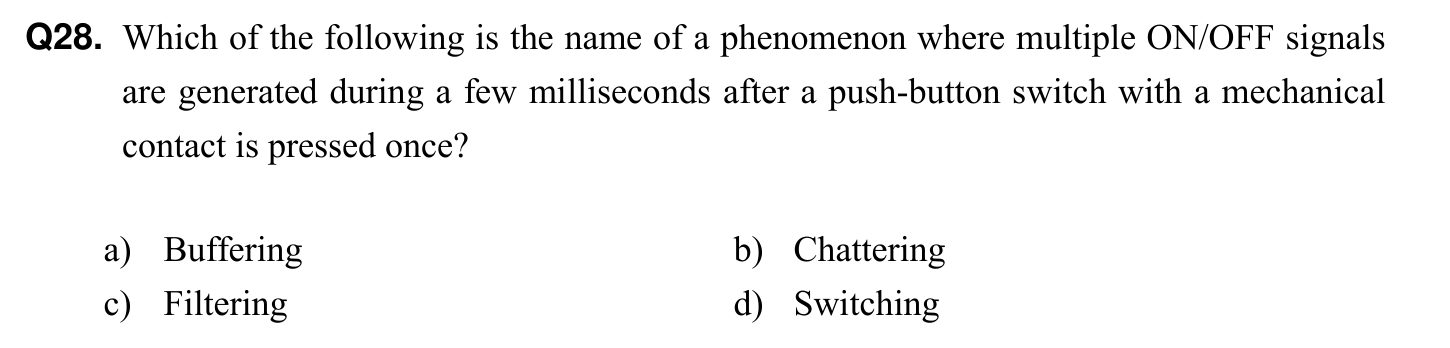 Q28. Which of the following is the name of a phenomenon where multiple ON/OFF signals
are generated during a few milliseconds after a push-button switch with a mechanical
contact is pressed once?
a) Buffering b) Chattering
c) Filtering d) Switching